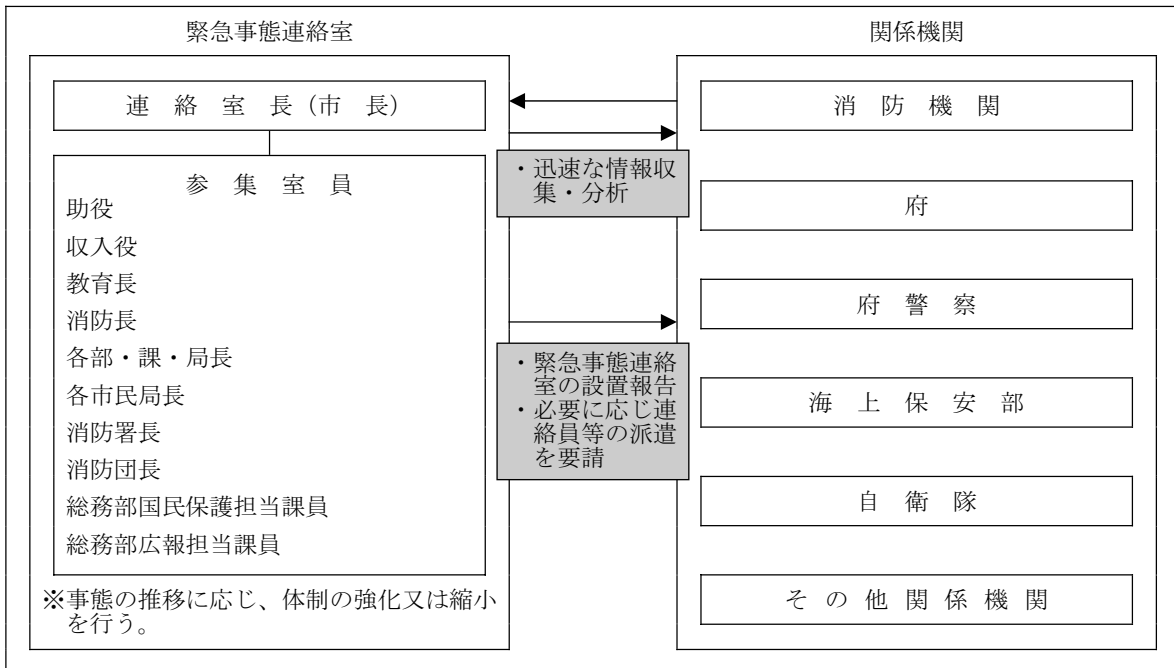 緊急事態連絡室
連絡室長(市長)
参集室員
助役
収入役
教育長
消防長
各部・課・局長
各市民局長
消防署長
消防団長
総務部国民保護担当課員
総務部広報担当課員
※事態の推移に応じ、体制の強化又は縮小
を行う。
・迅速な情報収
集・分析
・緊急事態連絡
室の設置報告
・必要に応じ連
絡員等の派遣
を要請
関係機関
消防機関
府
府警察
海上保安部
自衛隊
その他関係機関